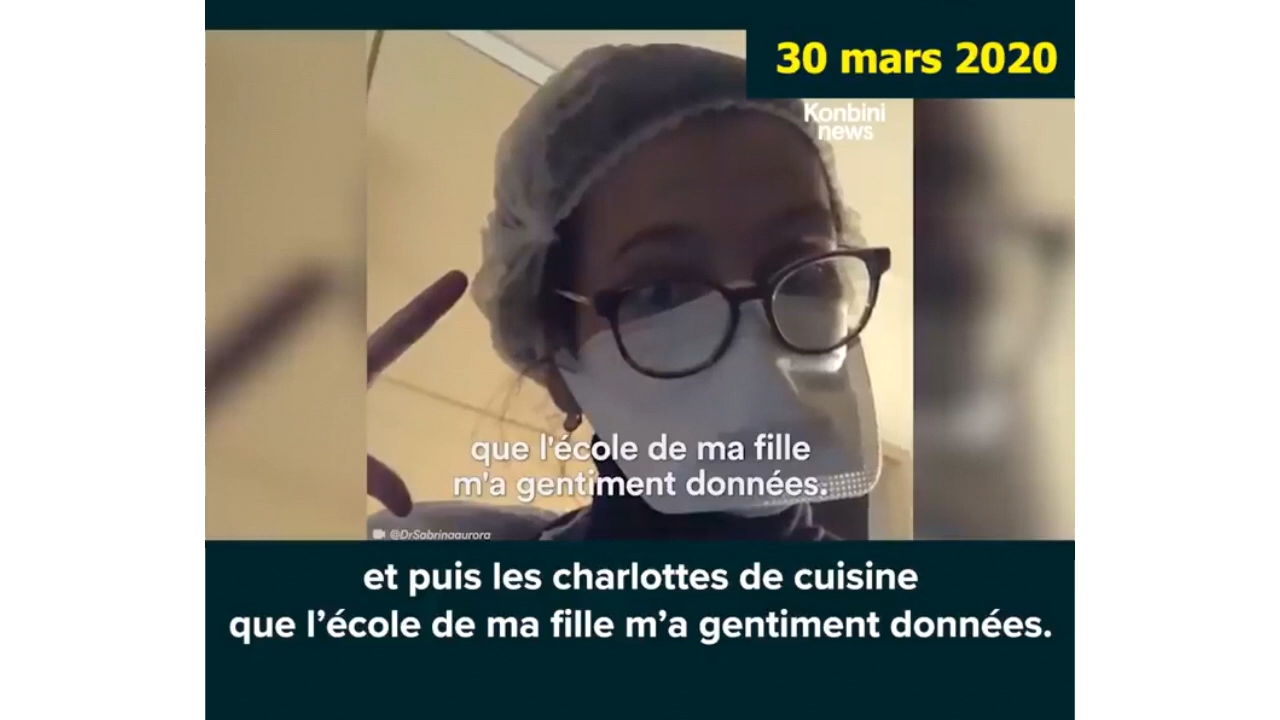 30 mars 2020
Konbini
news
que l'école de ma fille
m'a gentiment données.
@DrSabrinaaurora
et puis les charlottes de cuisine
que l’école de ma fille m’a gentiment données.